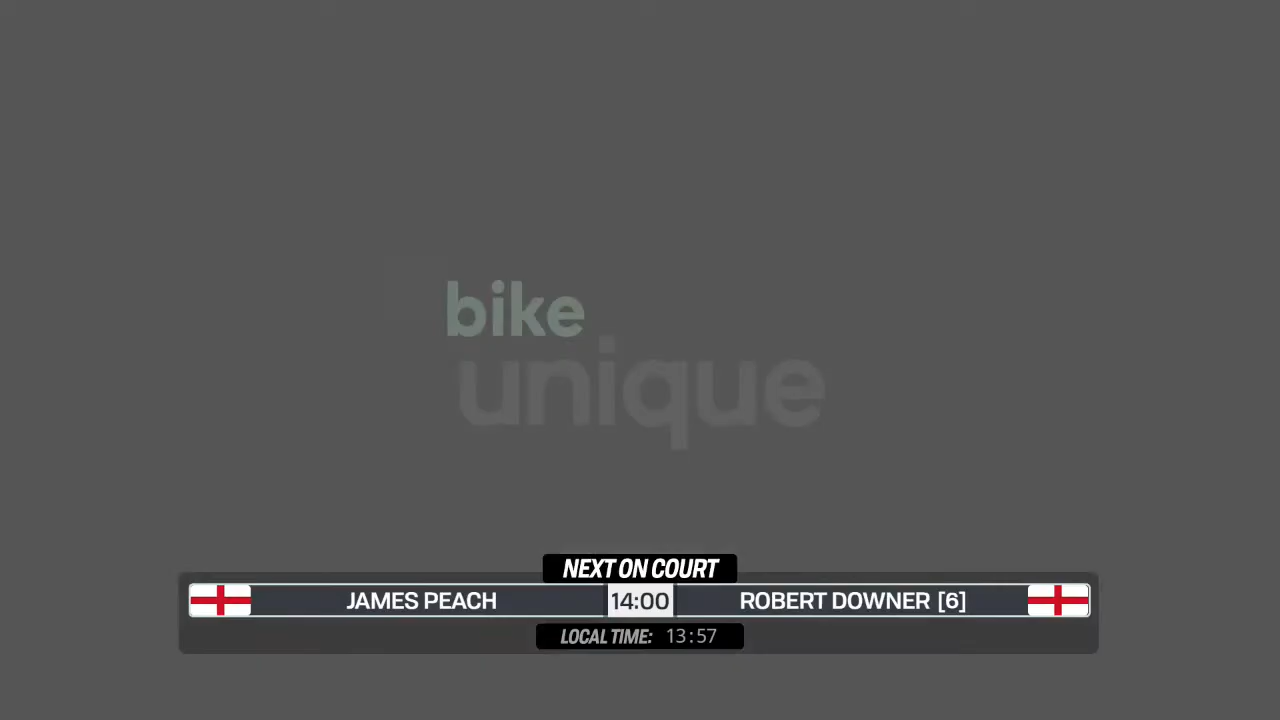 bike
unique
NEXT ON COURT
JAMES PEACH 14:00 ROBERT DOWNER [6]
LOCAL TIME: 13:57